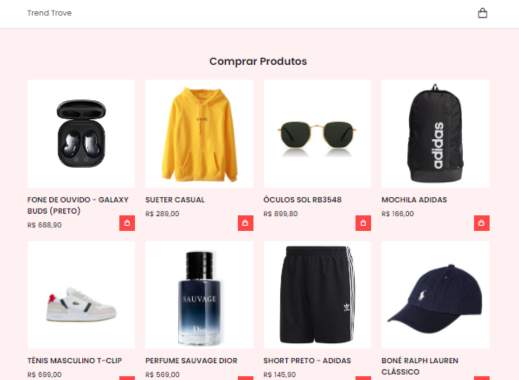 Trend Trove
Comprar Produtos
FONE DE OUVIDO - GALAXY
BUDS (PRETO)
R$ 688,90
SUETER CASUAL
R$ 289,00
ÓCULOS SOL RB3548
R$ 899,80
MOCHILA ADIDAS
R$ 166,00
adidas
SAUVAGE
Dior
TÊNIS MASCULINO T-CLIP
R$ 699,00
PERFUME SAUVAGE DIOR
R$ 569,00
SHORT PRETO - ADIDAS
R$ 145,90
BONÉ RALPH LAUREN
CLÁSSICO